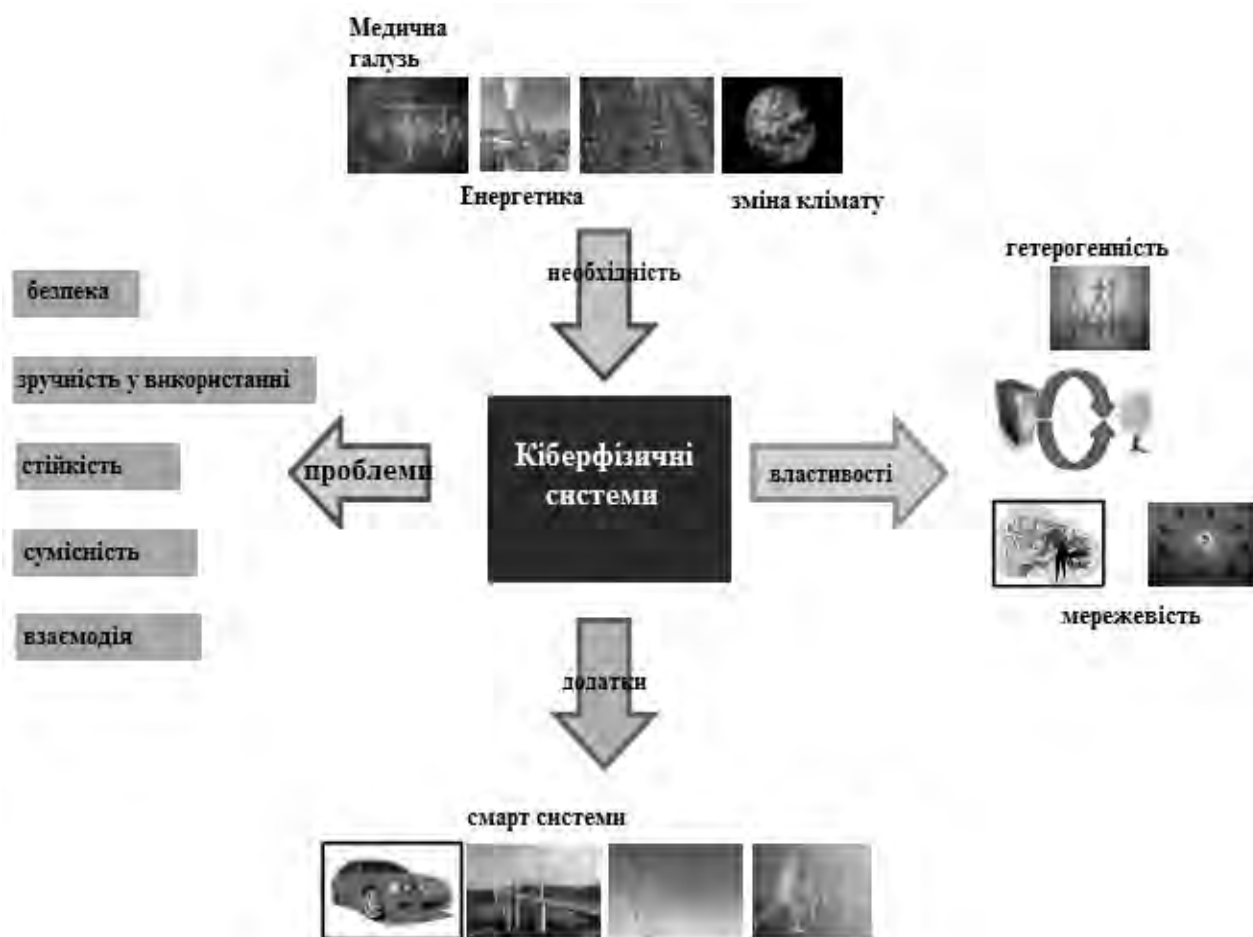 Медична
галузь
Енергетика
зміна клімату
необхідність
гетерогенність
безпека
зручність у використанні
стійкість
проблеми
Кіберфізичні
системи
властивості
сумісність
взаємодія
мережевість
додатки
смарт системи